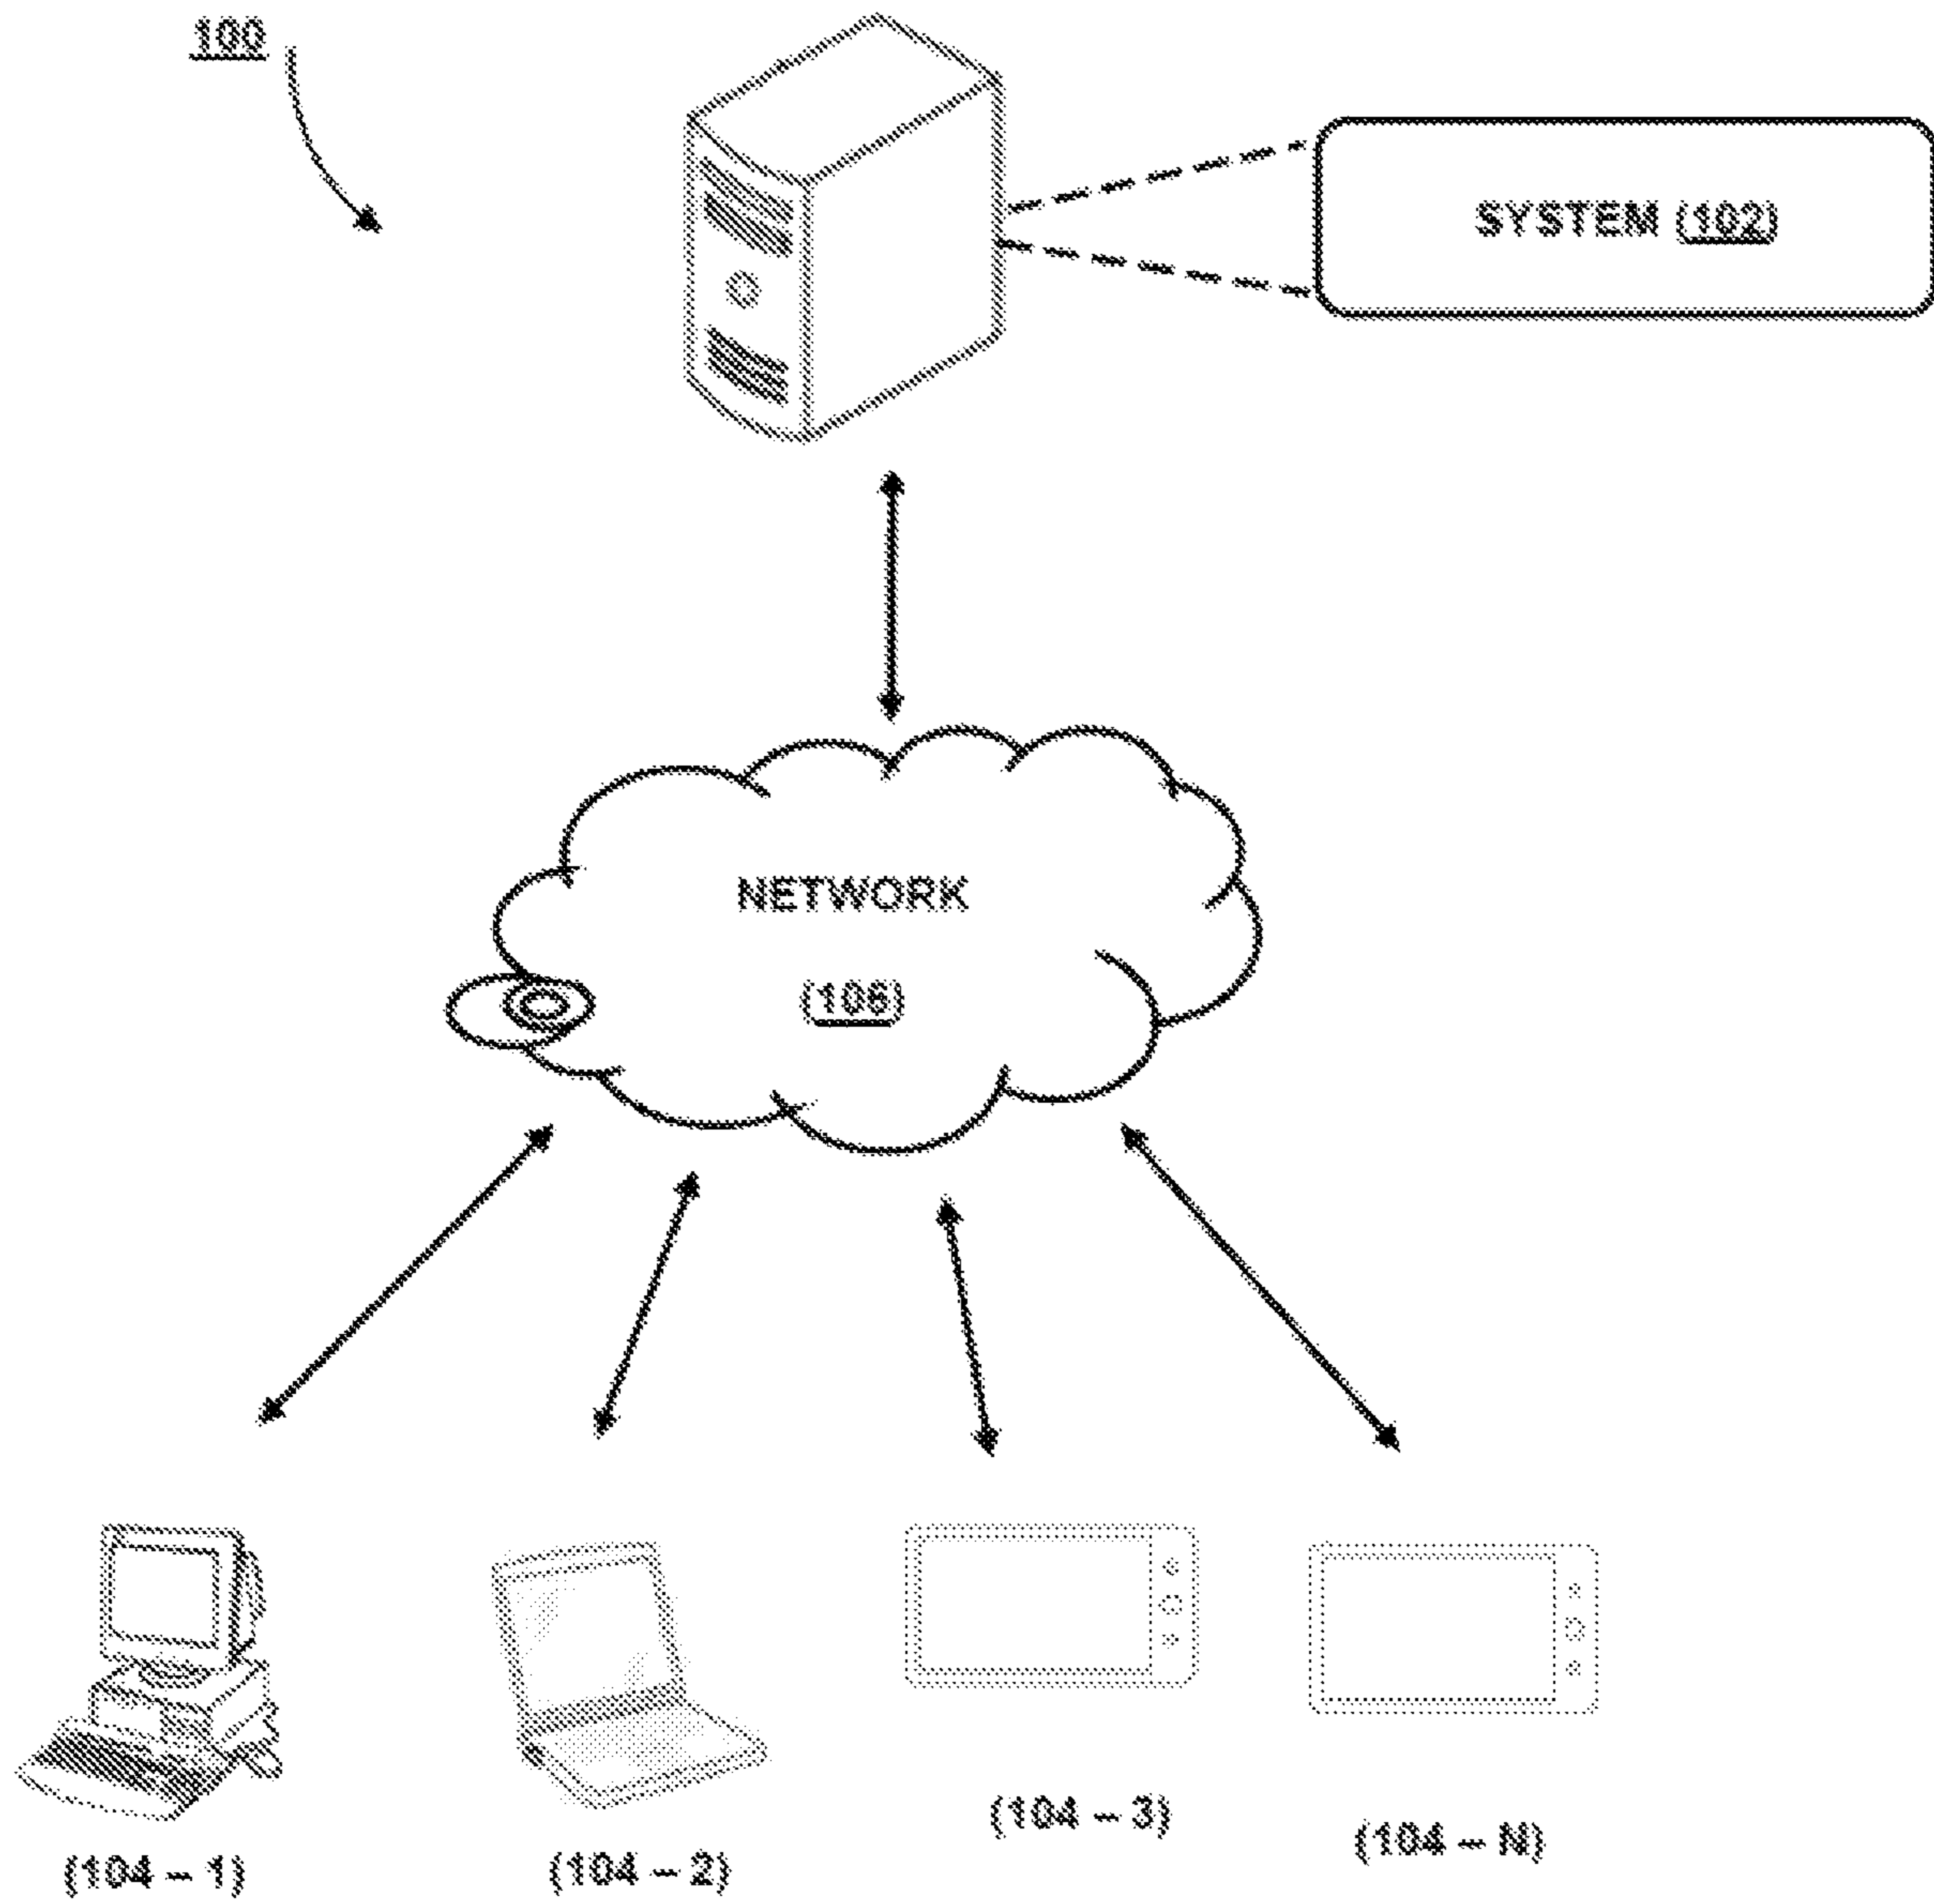 100
SYSTEM (102)
NETWORK
(106)
(104 – 1)
(104 – 2)
(104 – 3)
(104 – N)